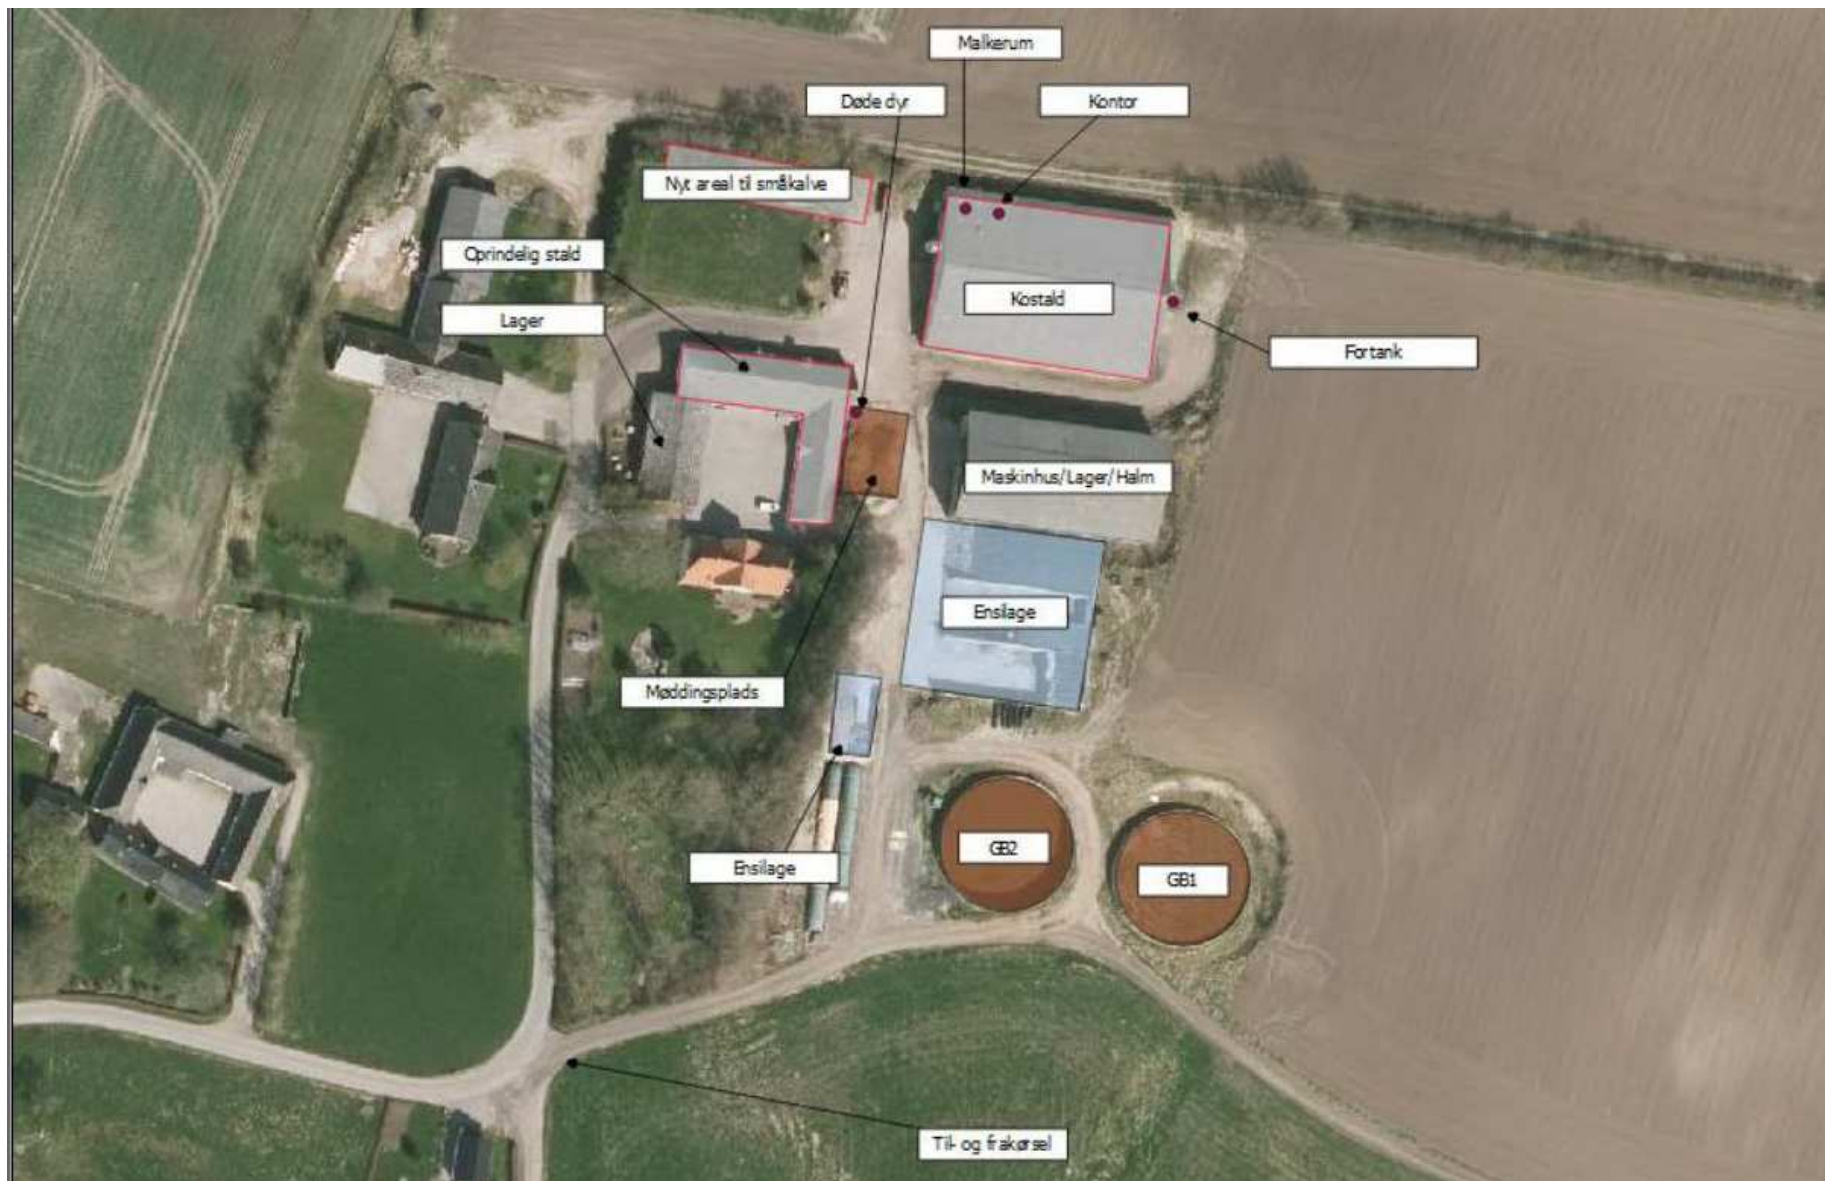 Malkerum
Døde dyr
Kontor
Nyt areal til småkalve
Oprindelig stald
Kostald
Lager
Fortank
Maskinhus/Lager/Halm
Ensilage
Møddingsplads
Ensilage
GB2
GB1
Til- og frakørsel